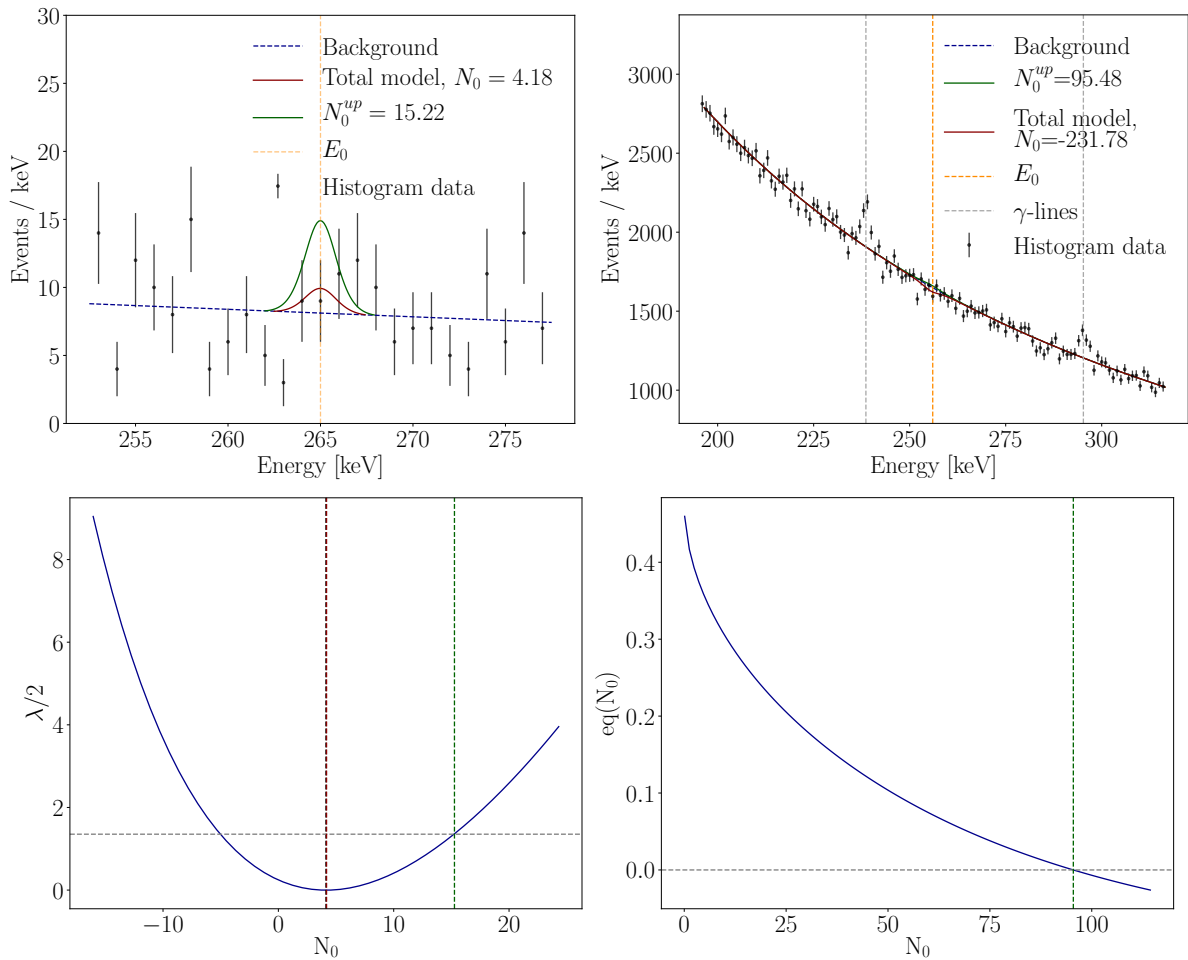 30
25
20
15
10
5
0
Events / keV
Background
Total model, N₀ = 4.18
N₀ᵘᵖ = 15.22
E₀
Histogram data
255
260
265
270
275
Energy [keV]
3000
2500
2000
1500
1000
Events / keV
Background
N₀ᵘᵖ=95.48
Total model,
N₀=-231.78
E₀
γ-lines
Histogram data
200
225
250
275
300
Energy [keV]
8
6
4
2
0
λ/2
−10
0
10
20
N₀
0.4
0.3
0.2
0.1
0.0
eq(N₀)
0
25
50
75
100
N₀